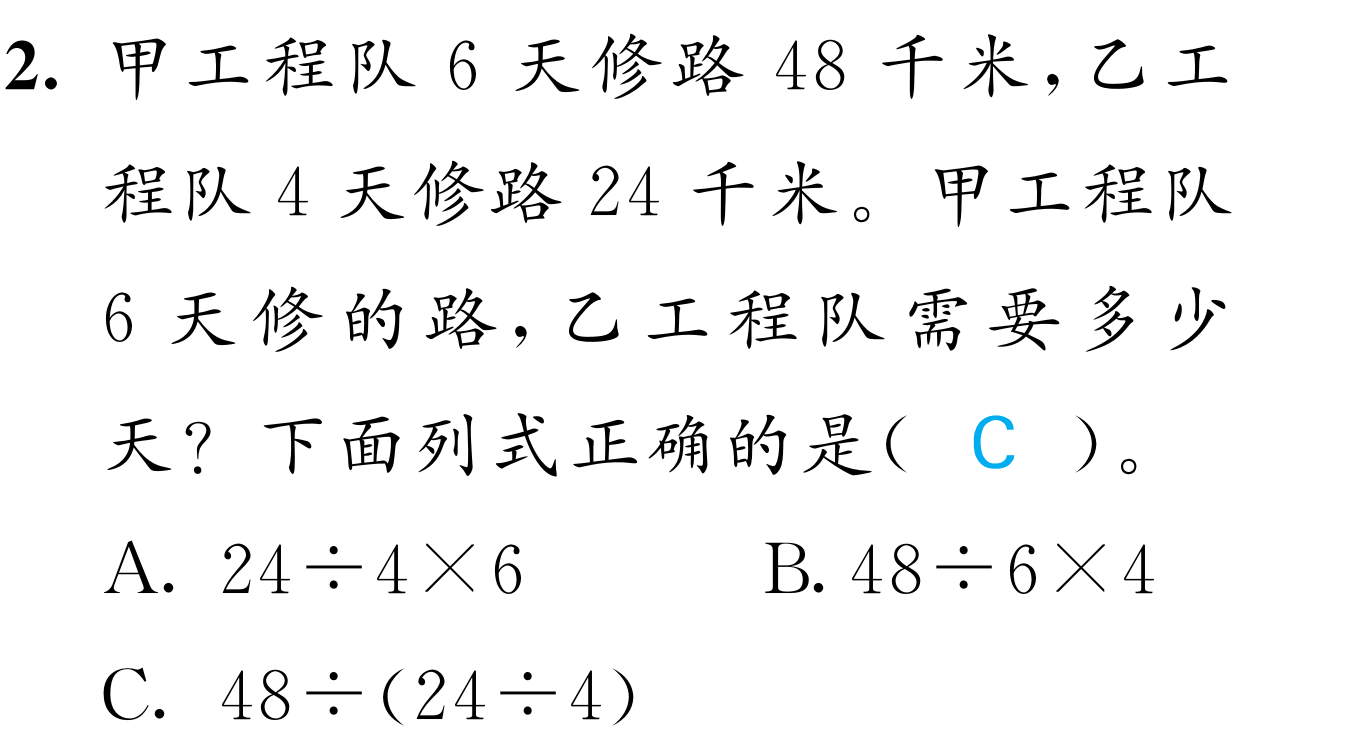 2. 甲工程队 6 天修路 48 千米,乙工
程队 4 天修路 24 千米。甲工程队
6 天修的路,乙工程队需要多少
天? 下面列式正确的是( C )。
A. 24÷4×6 B. 48÷6×4
C. 48÷(24÷4)